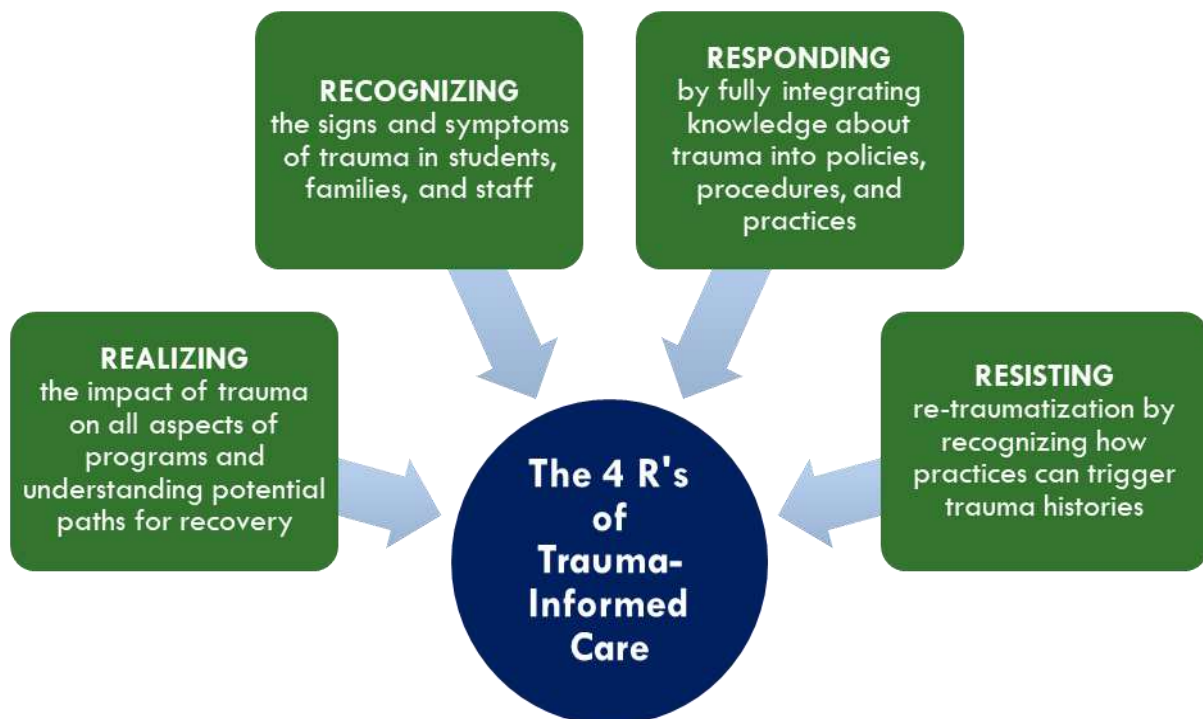 REALIZING
the impact of trauma
on all aspects of
programs and
understanding potential
paths for recovery
RECOGNIZING
the signs and symptoms
of trauma in students,
families, and staff
RESPONDING
by fully integrating
knowledge about
trauma into policies,
procedures, and
practices
RESISTING
re-traumatization by
recognizing how
practices can trigger
trauma histories
The 4 R's
of
Trauma-
Informed
Care